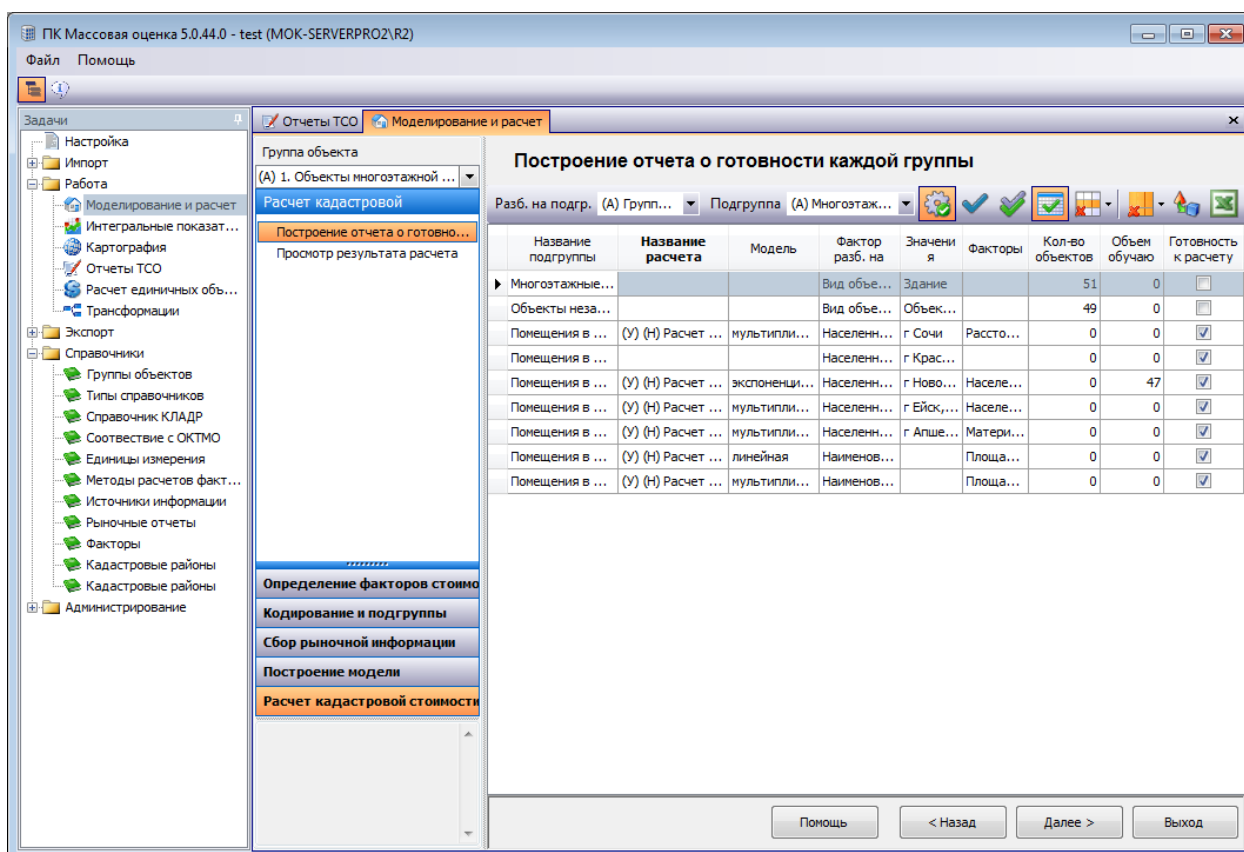 ПК Массовая оценка 5.0.44.0 - test (MOK-SERVERPRO2\R2)
Файл Помощь
Задачи
Настройка
Импорт
Работа
Моделирование и расчет
Интегральные показат...
Картография
Отчеты ТСО
Расчет единичных объ...
Трансформации
Экспорт
Справочники
Группы объектов
Типы справочников
Справочник КЛАДР
Соотвествие с ОКТМО
Единицы измерения
Методы расчетов факт...
Источники информации
Рыночные отчеты
Факторы
Кадастровые районы
Кадастровые районы
Администрирование
Отчеты ТСО Моделирование и расчет
Группа объекта
(А) 1. Объекты многоэтажной ...
Расчет кадастровой
Построение отчета о готовно...
Просмотр результата расчета
Определение факторов стоимо
Кодирование и подгруппы
Сбор рыночной информации
Построение модели
Расчет кадастровой стоимости
Построение отчета о готовности каждой группы
Разб. на подгр. (А) Групп... Подгруппа (А) Многоэтаж...
Название подгруппы Название расчета Модель Фактор разб. на Значени я Факторы Кол-во объектов Объем обучаю Готовность к расчету
Многоэтажные... Вид объе... Здание 51 0
Объекты неза... Вид объе... Объек... 49 0
Помещения в ... (У) (Н) Расчет ... мультипли... Населенн... г Сочи Рассто... 0 0
Помещения в ... Населенн... г Крас... 0 0
Помещения в ... (У) (Н) Расчет ... экспоненци... Населенн... г Ново... Населе... 0 47
Помещения в ... (У) (Н) Расчет ... мультипли... Населенн... г Ейск,... Населе... 0 0
Помещения в ... (У) (Н) Расчет ... мультипли... Населенн... г Апше... Матери... 0 0
Помещения в ... (У) (Н) Расчет ... линейная Наименов... Площа... 0 0
Помещения в ... (У) (Н) Расчет ... мультипли... Наименов... Площа... 0 0
Помощь < Назад Далее > Выход